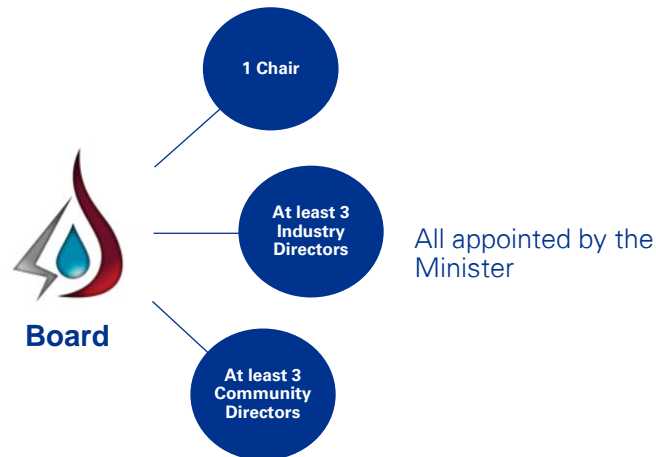 1 Chair
At least 3
Industry
Directors
All appointed by the
Minister
Board
At least 3
Community
Directors